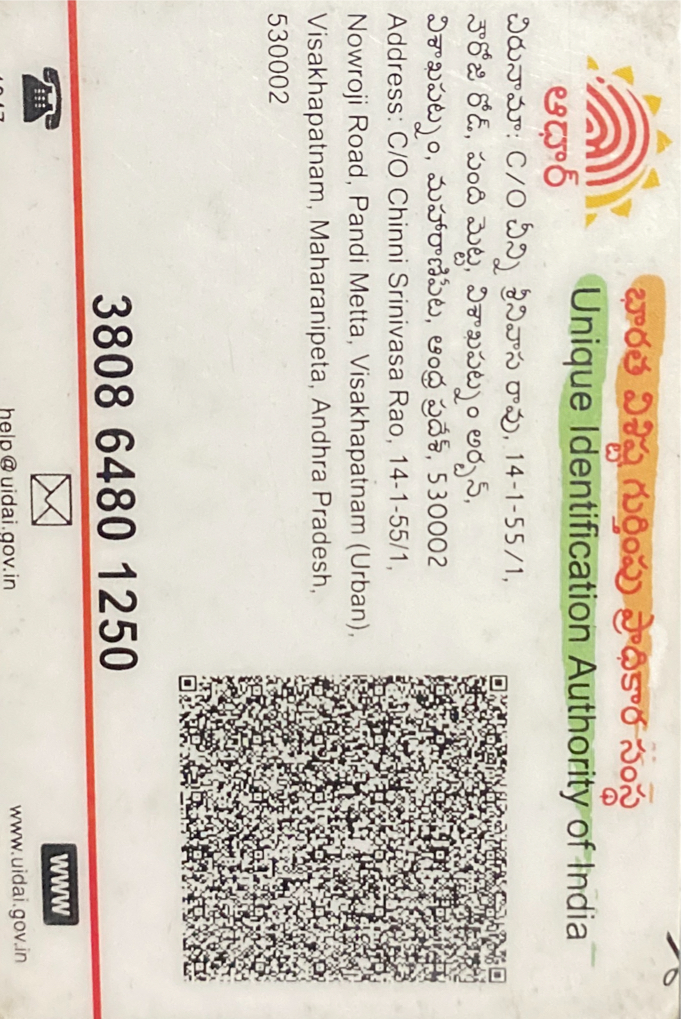 ఆధార్
భారత విశిష్ట గుర్తింపు ప్రాధికార సంస్థ
Unique Identification Authority of India
చిరునామా: C/O చిన్ని శ్రీనివాస రావు, 14-1-55/1,
నౌరోజి రోడ్, పంది మెట్ట, విశాఖపట్నం అర్బన్,
విశాఖపట్నం, మహారాణిపేట, ఆంధ్ర ప్రదేశ్, 530002
Address: C/O Chinni Srinivasa Rao, 14-1-55/1,
Nowroji Road, Pandi Metta, Visakhapatnam (Urban),
Visakhapatnam, Maharanipeta, Andhra Pradesh,
530002
3808 6480 1250
WWW
help@uidai.gov.in
www.uidai.gov.in